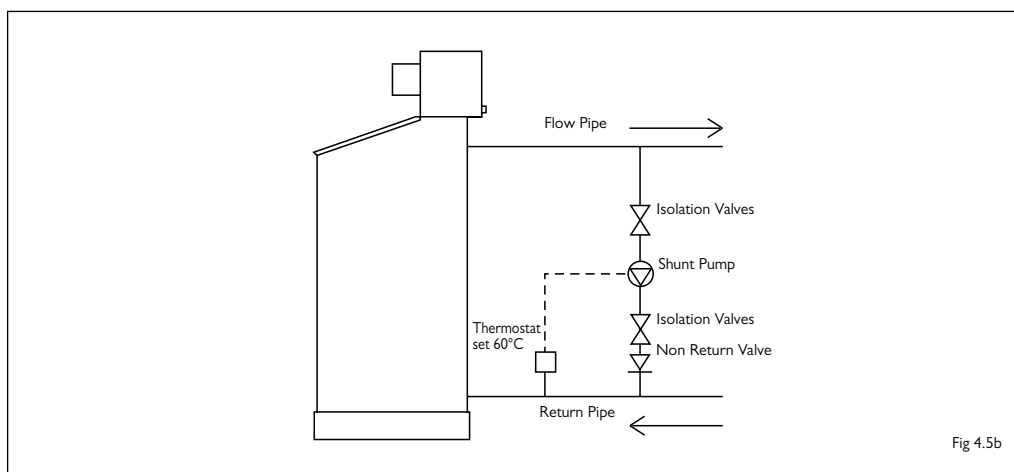 Flow Pipe
Isolation Valves
Shunt Pump
Isolation Valves
Thermostat
set 60°C
Non Return Valve
Return Pipe
Fig 4.5b